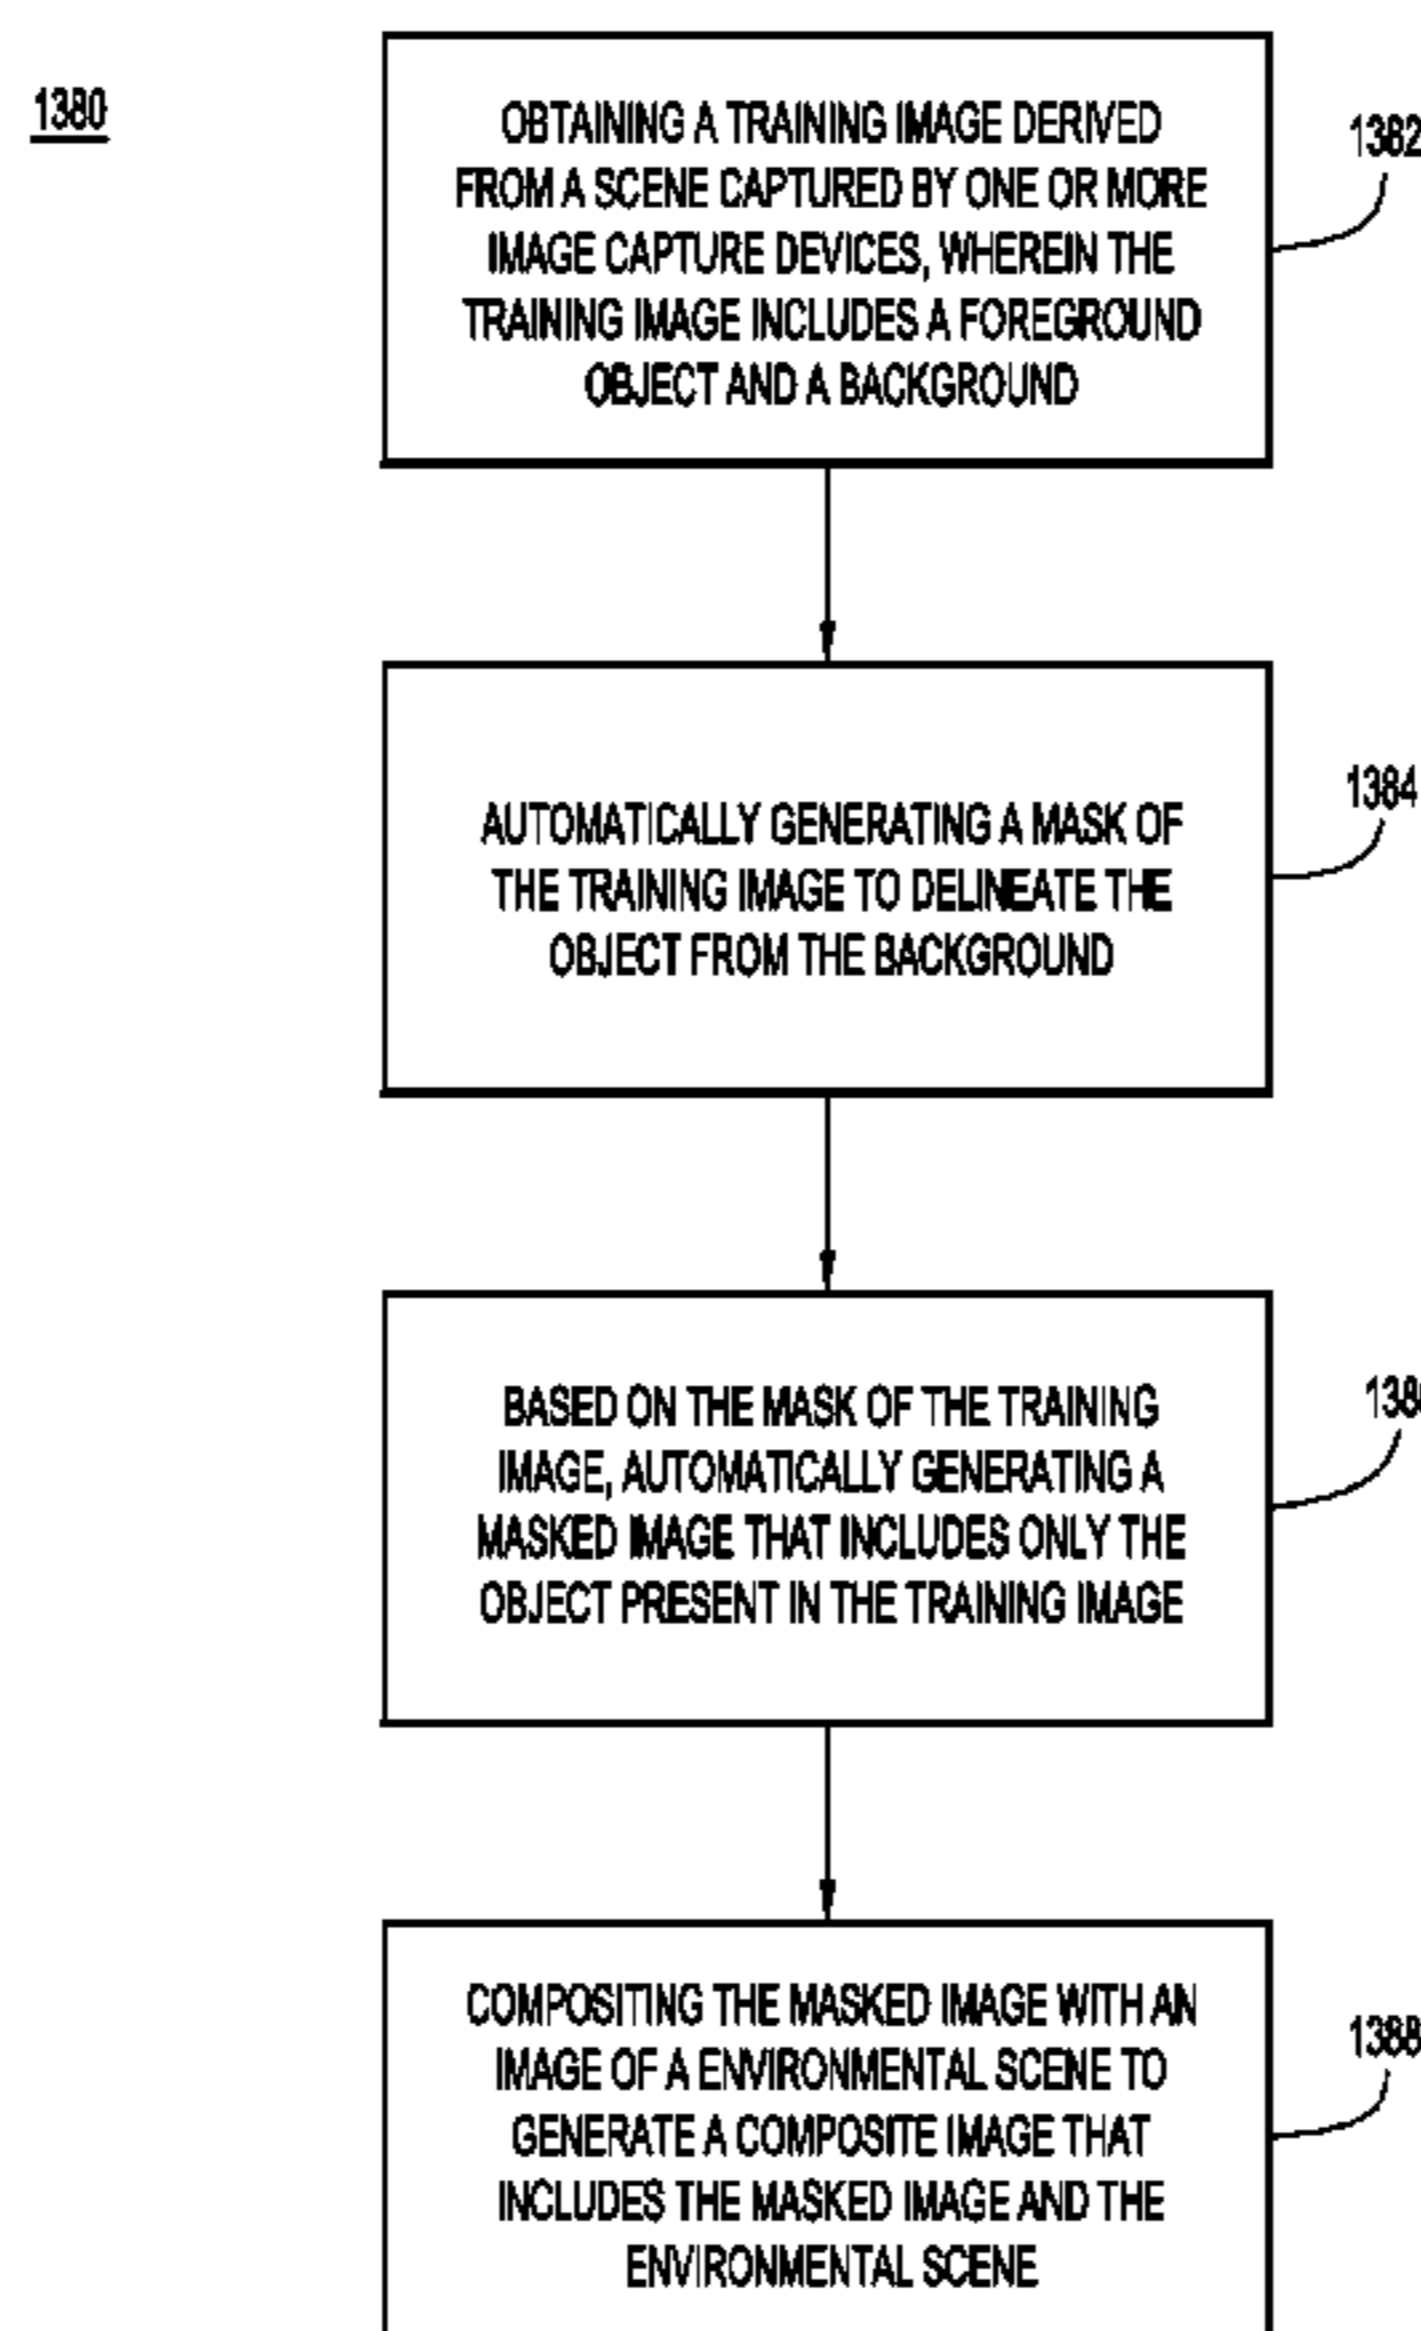 1380
OBTAINING A TRAINING IMAGE DERIVED
FROM A SCENE CAPTURED BY ONE OR MORE
IMAGE CAPTURE DEVICES, WHEREIN THE
TRAINING IMAGE INCLUDES A FOREGROUND
OBJECT AND A BACKGROUND
1382
AUTOMATICALLY GENERATING A MASK OF
THE TRAINING IMAGE TO DELINEATE THE
OBJECT FROM THE BACKGROUND
1384
BASED ON THE MASK OF THE TRAINING
IMAGE, AUTOMATICALLY GENERATING A
MASKED IMAGE THAT INCLUDES ONLY THE
OBJECT PRESENT IN THE TRAINING IMAGE
COMPOSITING THE MASKED IMAGE WITH AN
IMAGE OF A ENVIRONMENTAL SCENE TO
GENERATE A COMPOSITE IMAGE THAT
INCLUDES THE MASKED IMAGE AND THE
ENVIRONMENTAL SCENE
1388